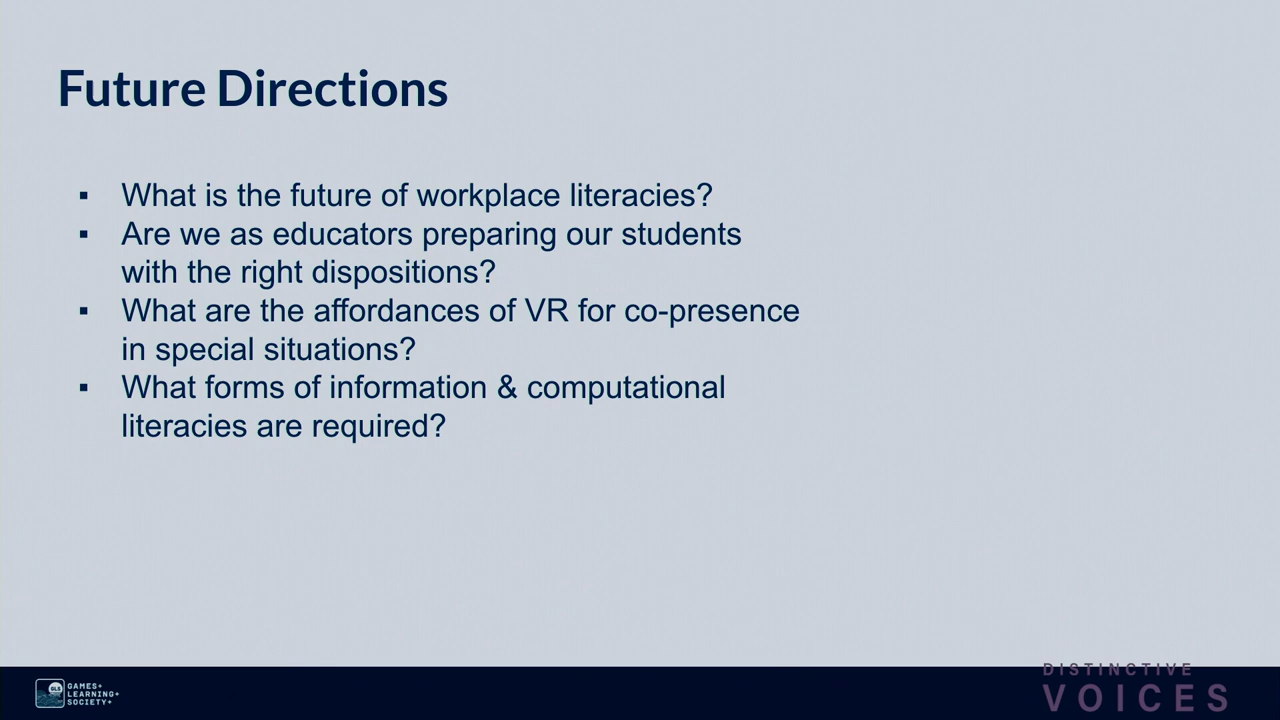 Future Directions
▪ What is the future of workplace literacies?
▪ Are we as educators preparing our students
with the right dispositions?
▪ What are the affordances of VR for co-presence
in special situations?
▪ What forms of information & computational
literacies are required?
GLS
GAMES+
LEARNING+
SOCIETY+
DISTINCTIVE
VOICES